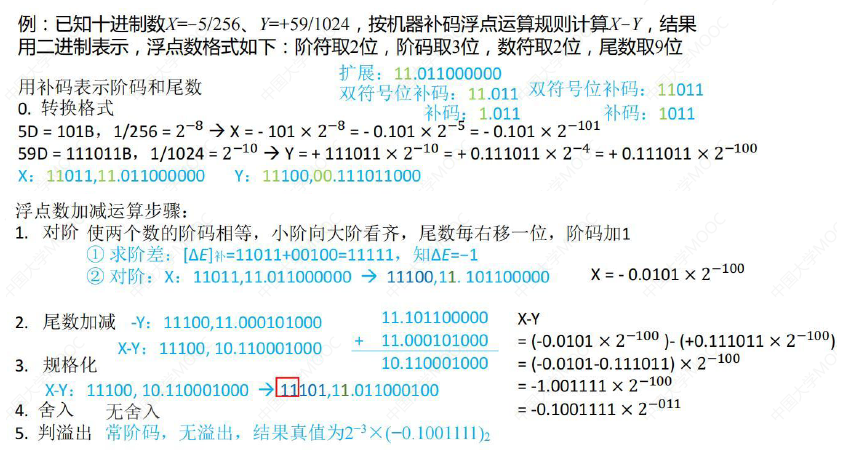 例：已知十进制数X=−5/256、Y=+59/1024，按机器补码浮点运算规则计算X−Y，结果
用二进制表示，浮点数格式如下：阶符取2位，阶码取3位，数符取2位，尾数取9位
扩展：11.011000000
用补码表示阶码和尾数
双符号位补码：11.011 双符号位补码：11011
0. 转换格式
补码：1.011 补码：1011
5D = 101B，1/256 = 2⁻⁸ → X = - 101 × 2⁻⁸ = - 0.101 × 2⁻⁵ = - 0.101 × 2⁻¹⁰¹
59D = 111011B，1/1024 = 2⁻¹⁰ → Y = + 111011 × 2⁻¹⁰ = + 0.111011 × 2⁻⁴ = + 0.111011 × 2⁻¹⁰⁰
X：11011,11.011000000 Y：11100,00.111011000
浮点数加减运算步骤：
1. 对阶 使两个数的阶码相等，小阶向大阶看齐，尾数每右移一位，阶码加1
① 求阶差：[ΔE]补=11011+00100=11111，知ΔE=−1
② 对阶：X：11011,11.011000000 → 11100,11. 101100000 X = - 0.0101 × 2⁻¹⁰⁰
2. 尾数加减 -Y：11100,11.000101000
X-Y：11100, 10.110001000
11.101100000
+ 11.000101000
10.110001000
X-Y
= (-0.0101 × 2⁻¹⁰⁰ )- (+0.111011 × 2⁻¹⁰⁰)
= (-0.0101-0.111011) × 2⁻¹⁰⁰
= -1.001111 × 2⁻¹⁰⁰
= -0.1001111 × 2⁻⁰¹¹
3. 规格化
X-Y：11100, 10.110001000 → 11101,11.011000100
4. 舍入 无舍入
5. 判溢出 常阶码，无溢出，结果真值为2⁻³×(−0.1001111)₂